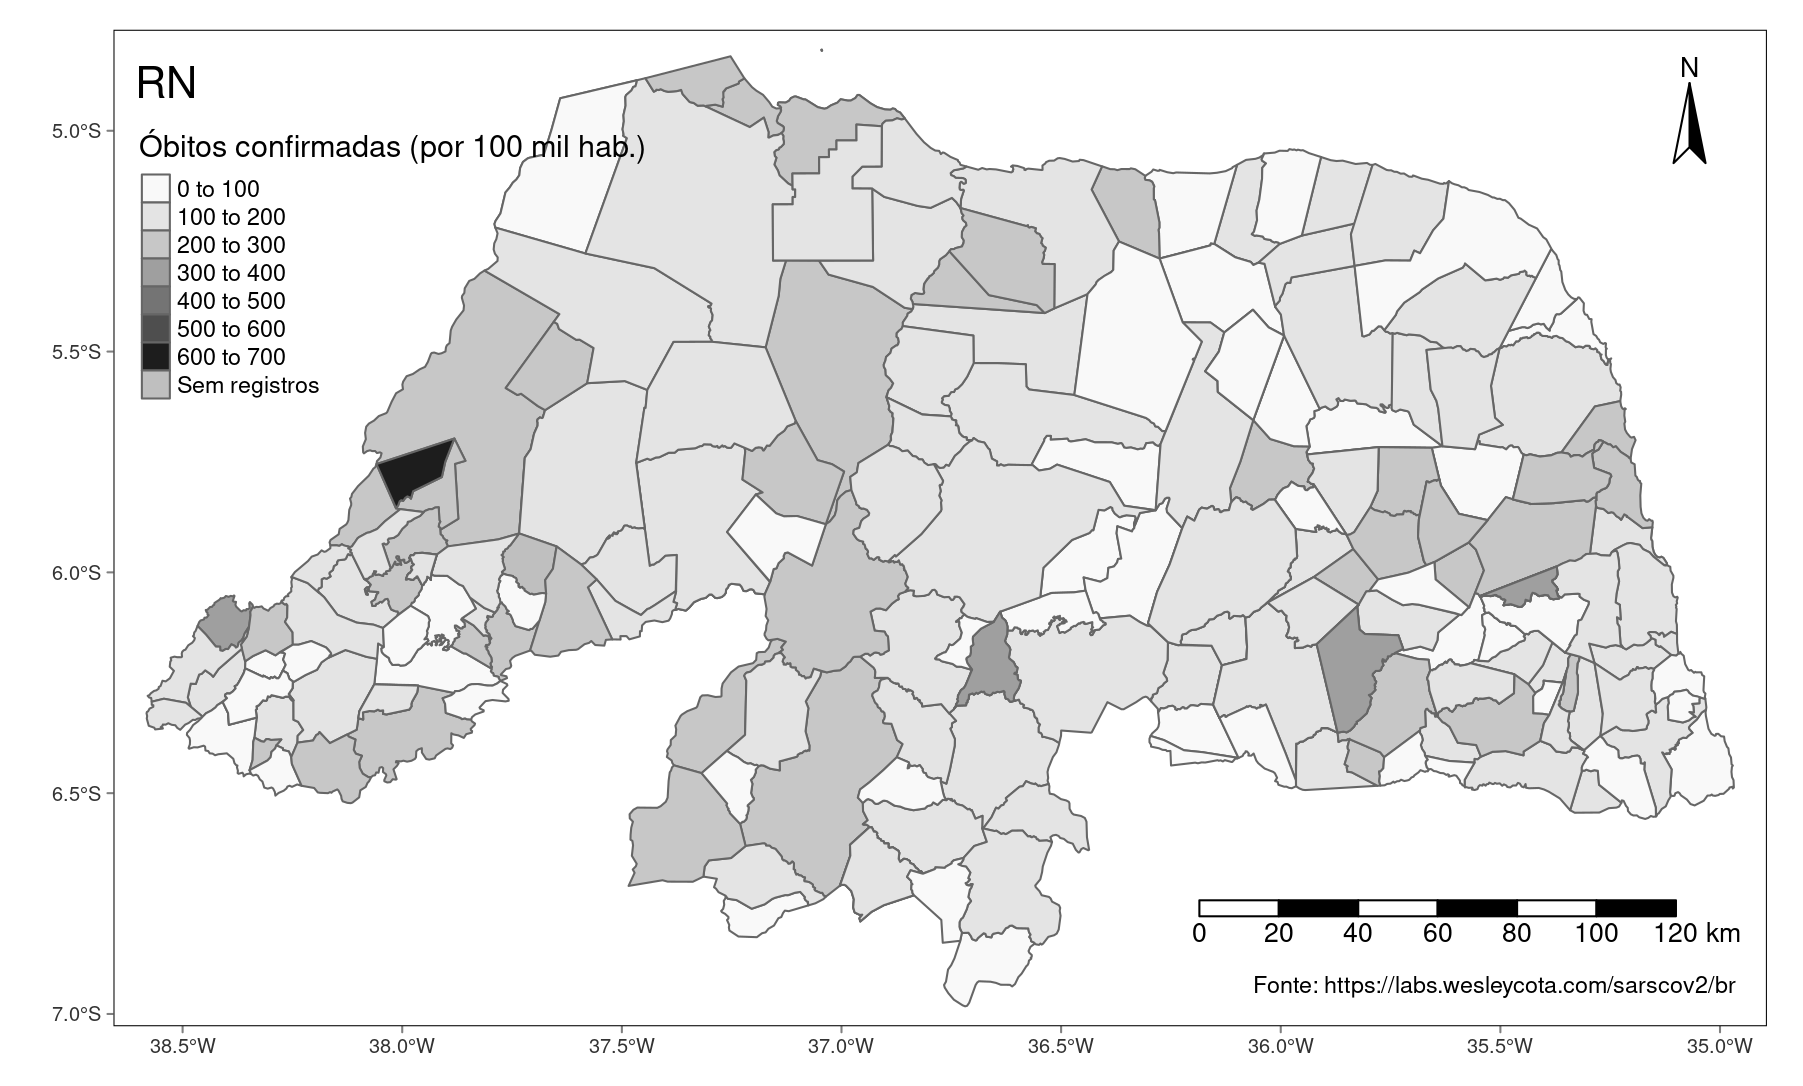 RN
N
Óbitos confirmadas (por 100 mil hab.)
0 to 100
100 to 200
200 to 300
300 to 400
400 to 500
500 to 600
600 to 700
Sem registros
5.0°S
5.5°S
6.0°S
6.5°S
7.0°S
0 20 40 60 80 100 120 km
Fonte: https://labs.wesleycota.com/sarscov2/br
38.5°W 38.0°W 37.5°W 37.0°W 36.5°W 36.0°W 35.5°W 35.0°W